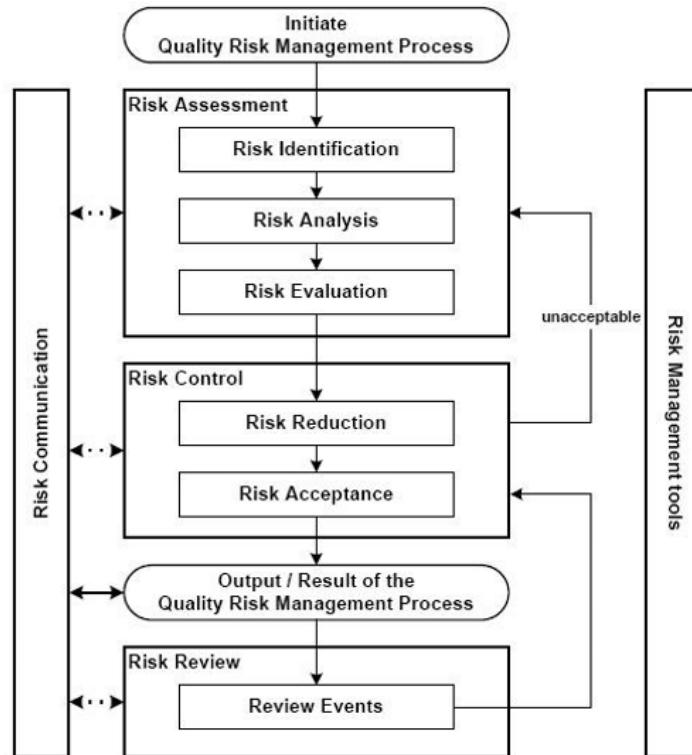 Initiate
Quality Risk Management Process
Risk Assessment
Risk Identification
Risk Analysis
Risk Evaluation
unacceptable
Risk Control
Risk Reduction
Risk Acceptance
Output / Result of the
Quality Risk Management Process
Risk Review
Review Events
Risk Communication
Risk Management tools